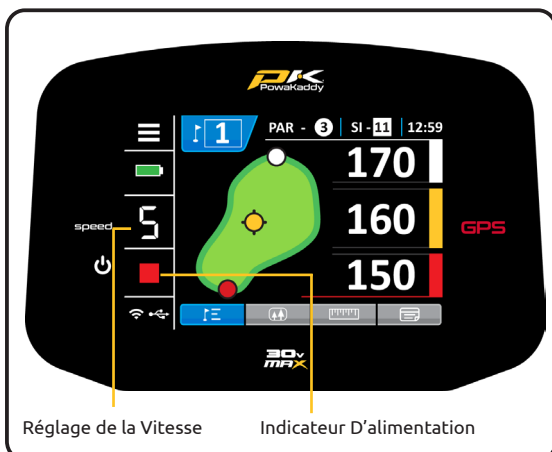 PK
PowaKaddy
1 PAR - 3 SI - 11 12:59
170
speed 5 160 GPS
150
30v
MAX
Réglage de la Vitesse Indicateur D'alimentation